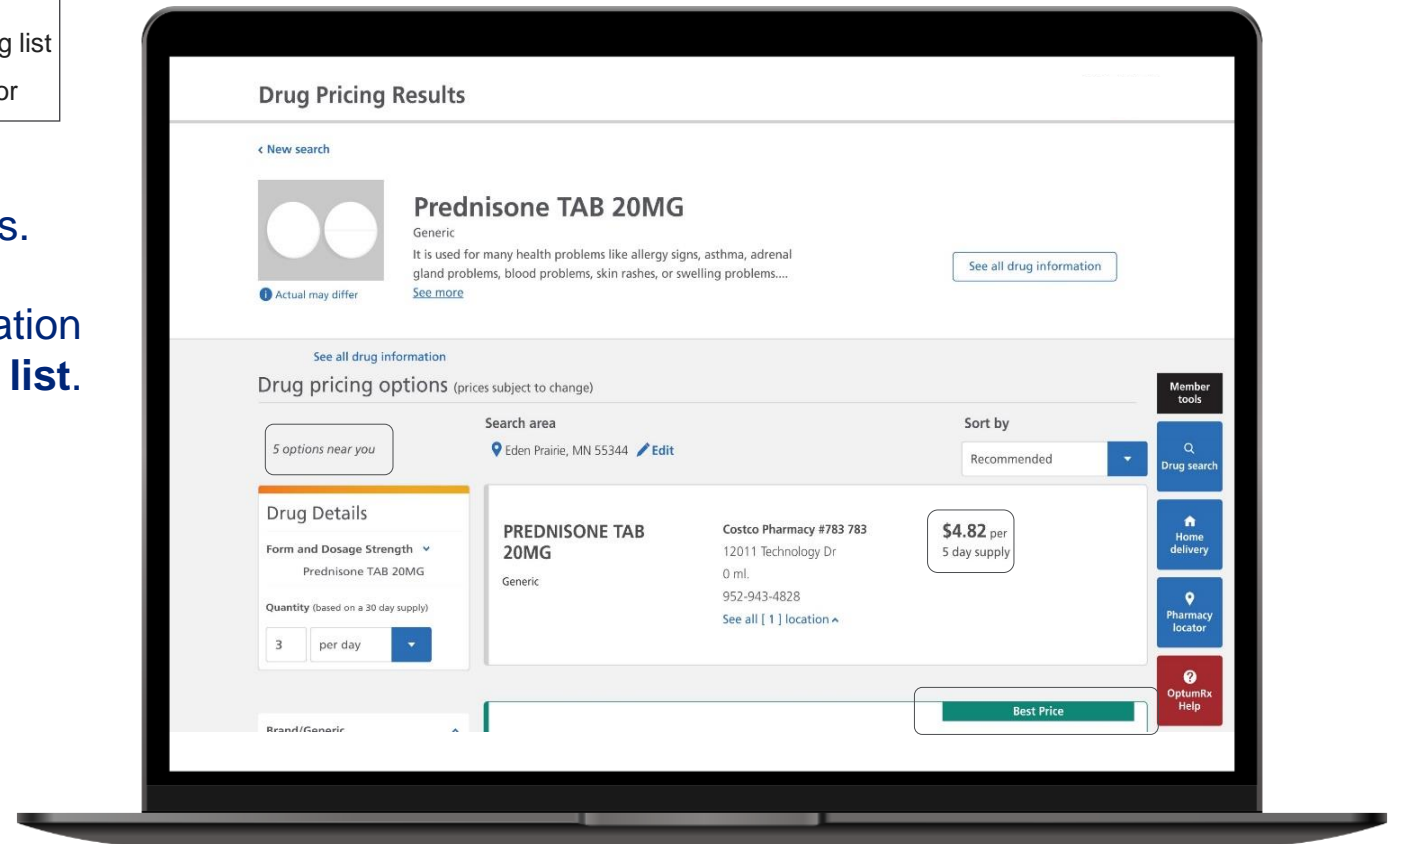 g list
or
s.
ation
list.
Drug Pricing Results
‹ New search
Prednisone TAB 20MG
Generic
It is used for many health problems like allergy signs, asthma, adrenal
gland problems, blood problems, skin rashes, or swelling problems....
See more
Actual may differ
See all drug information
See all drug information
Drug pricing options (prices subject to change)
5 options near you
Search area
Eden Prairie, MN 55344 Edit
Sort by
Recommended
Drug Details
Form and Dosage Strength
Prednisone TAB 20MG
Quantity (based on a 30 day supply)
3 per day
Brand/Generic
PREDNISONE TAB
20MG
Generic
Costco Pharmacy #783 783
12011 Technology Dr
0 ml.
952-943-4828
See all [ 1 ] location
$4.82 per
5 day supply
Best Price
Member
tools
Drug search
Home
delivery
Pharmacy
locator
OptumRx
Help